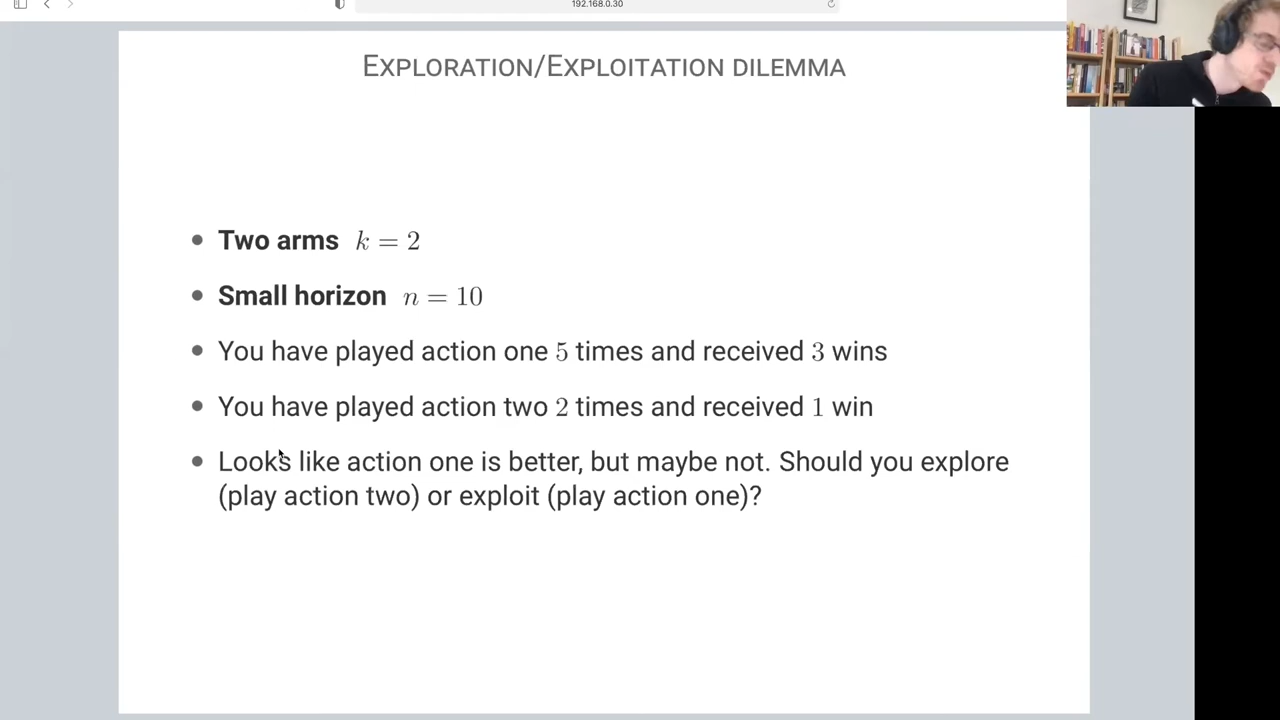 192.168.0.30
EXPLORATION/EXPLOITATION DILEMMA
• Two arms k = 2
• Small horizon n = 10
• You have played action one 5 times and received 3 wins
• You have played action two 2 times and received 1 win
• Looks like action one is better, but maybe not. Should you explore
(play action two) or exploit (play action one)?